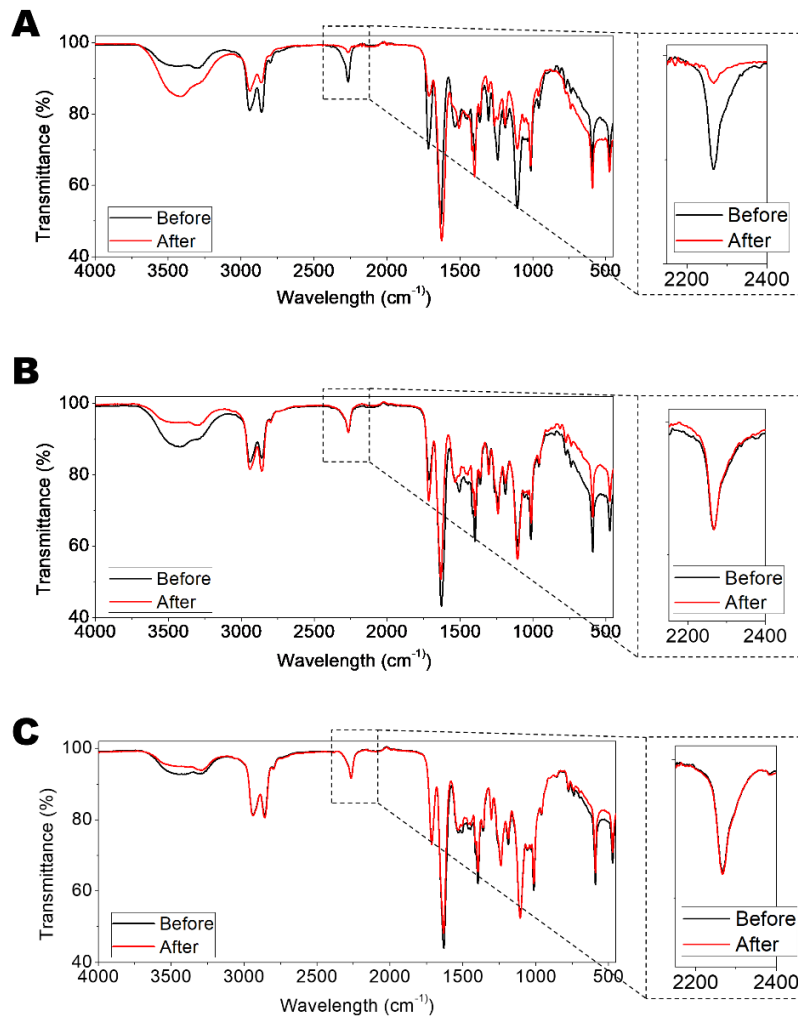 A
100
80
60
40
Transmittance (%)
Before
After
4000 3500 3000 2500 2000 1500 1000 500
Wavelength (cm⁻¹)
Before
After
2200 2400
B
100
80
60
40
Transmittance (%)
Before
After
4000 3500 3000 2500 2000 1500 1000 500
Wavelength (cm⁻¹)
Before
After
2200 2400
C
100
80
60
40
Transmittance (%)
Before
After
4000 3500 3000 2500 2000 1500 1000 500
Wavelength (cm⁻¹)
Before
After
2200 2400